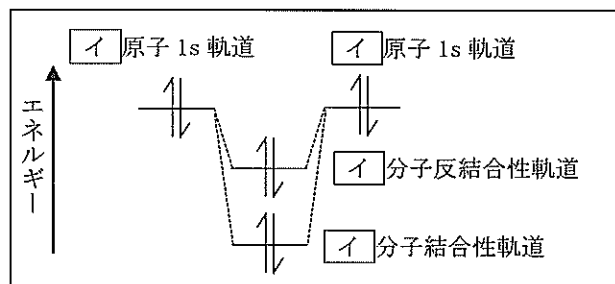 イ 原子 1s 軌道
イ 原子 1s 軌道
エネルギー
イ 分子反結合性軌道
イ 分子結合性軌道